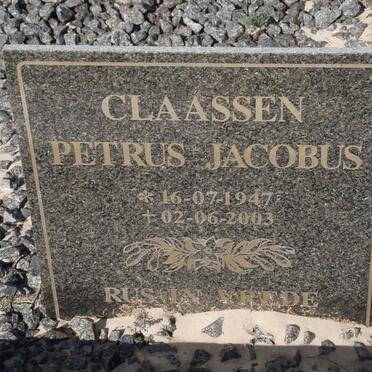 CLAASSEN
PETRUS JACOBUS
* 16-07-1947
+ 02-06-2003
RUS IN VREDE